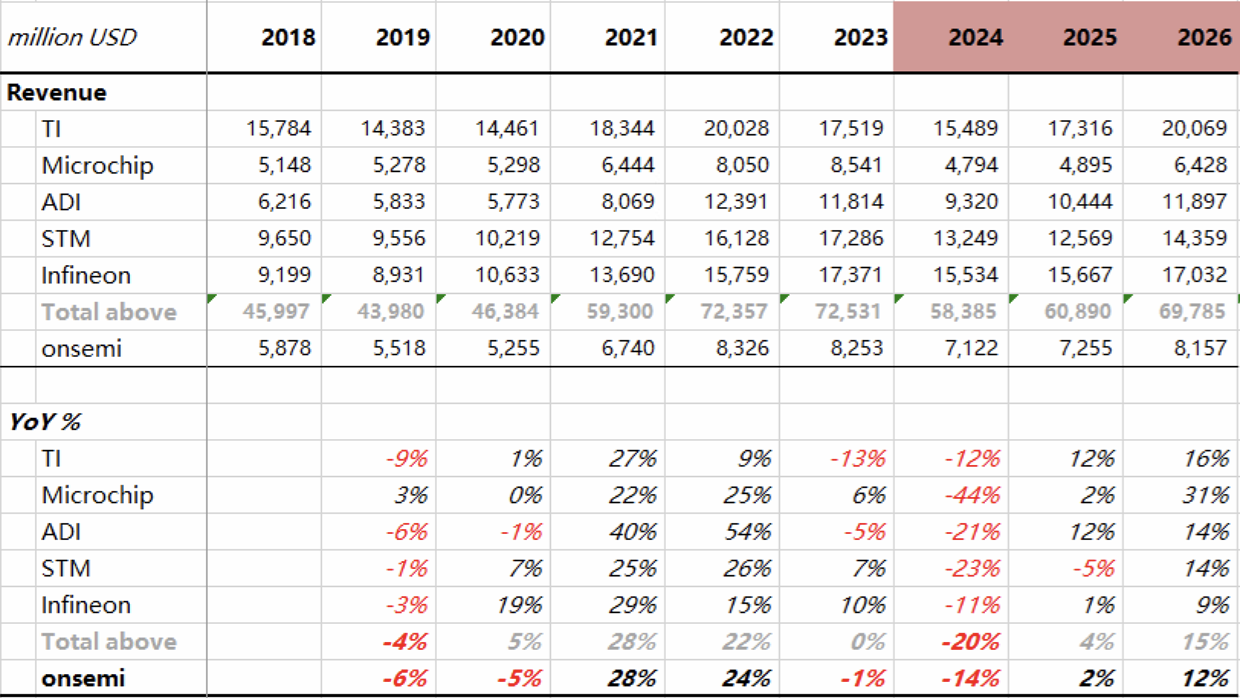 million USD 2018 2019 2020 2021 2022 2023 2024 2025 2026
Revenue
TI 15,784 14,383 14,461 18,344 20,028 17,519 15,489 17,316 20,069
Microchip 5,148 5,278 5,298 6,444 8,050 8,541 4,794 4,895 6,428
ADI 6,216 5,833 5,773 8,069 12,391 11,814 9,320 10,444 11,897
STM 9,650 9,556 10,219 12,754 16,128 17,286 13,249 12,569 14,359
Infineon 9,199 8,931 10,633 13,690 15,759 17,371 15,534 15,667 17,032
Total above 45,997 43,980 46,384 59,300 72,357 72,531 58,385 60,890 69,785
onsemi 5,878 5,518 5,255 6,740 8,326 8,253 7,122 7,255 8,157
YoY %
TI -9% 1% 27% 9% -13% -12% 12% 16%
Microchip 3% 0% 22% 25% 6% -44% 2% 31%
ADI -6% -1% 40% 54% -5% -21% 12% 14%
STM -1% 7% 25% 26% 7% -23% -5% 14%
Infineon -3% 19% 29% 15% 10% -11% 1% 9%
Total above -4% 5% 28% 22% 0% -20% 4% 15%
onsemi -6% -5% 28% 24% -1% -14% 2% 12%